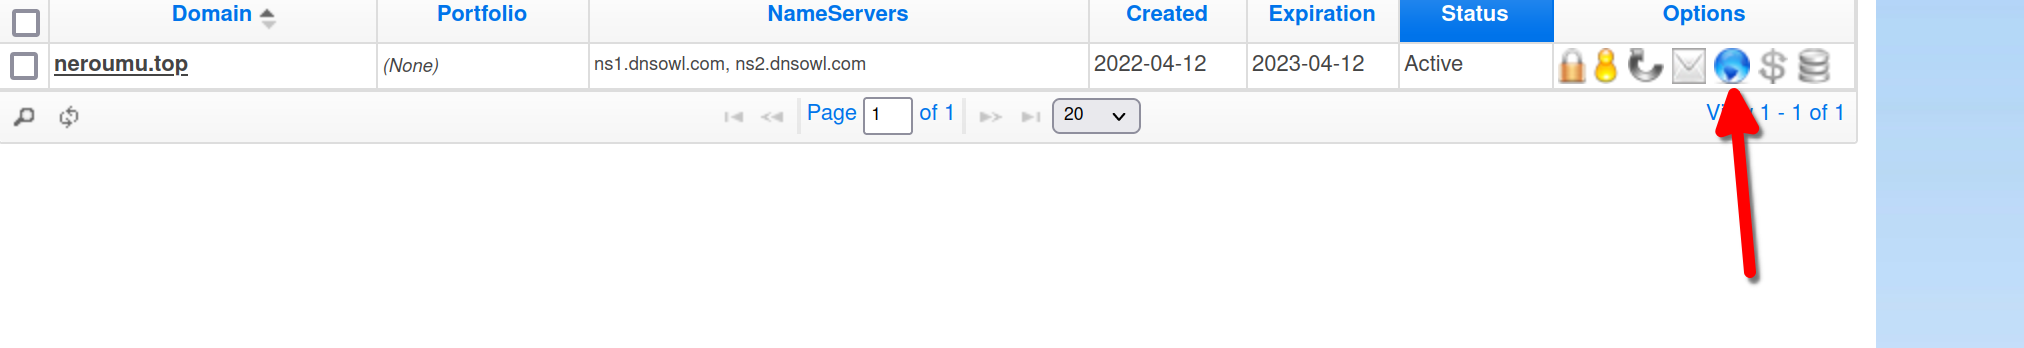 Domain Portfolio NameServers Created Expiration Status Options
neroumu.top (None) ns1.dnsowl.com, ns2.dnsowl.com 2022-04-12 2023-04-12 Active
Page 1 of 1 20 1 - 1 of 1